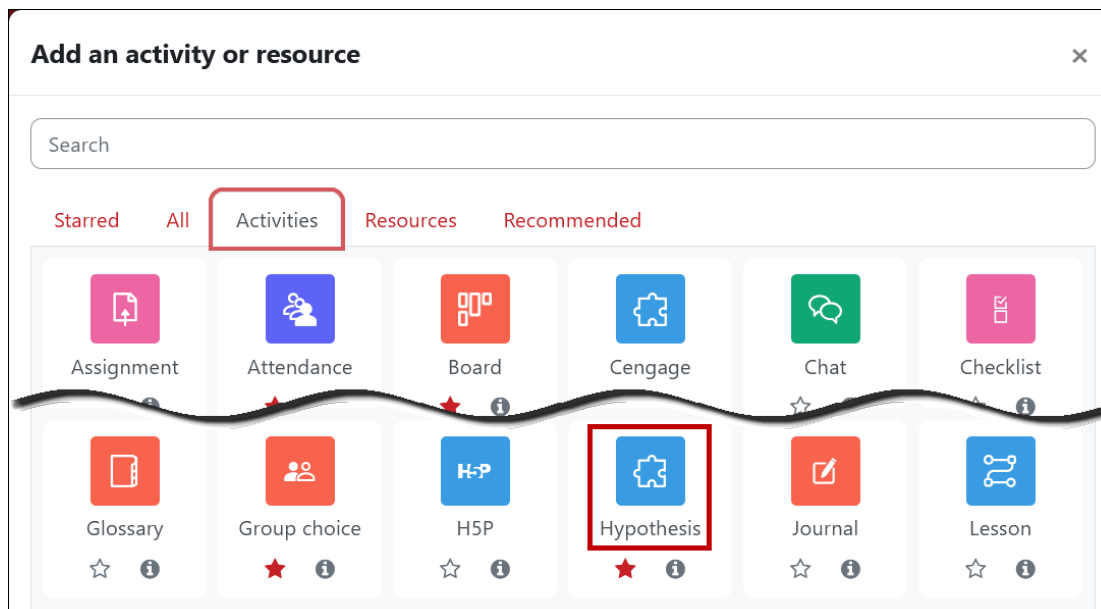 Add an activity or resource
×
Search
Starred All Activities Resources Recommended
Assignment Attendance Board Cengage Chat Checklist
H5P
Glossary Group choice H5P Hypothesis Journal Lesson